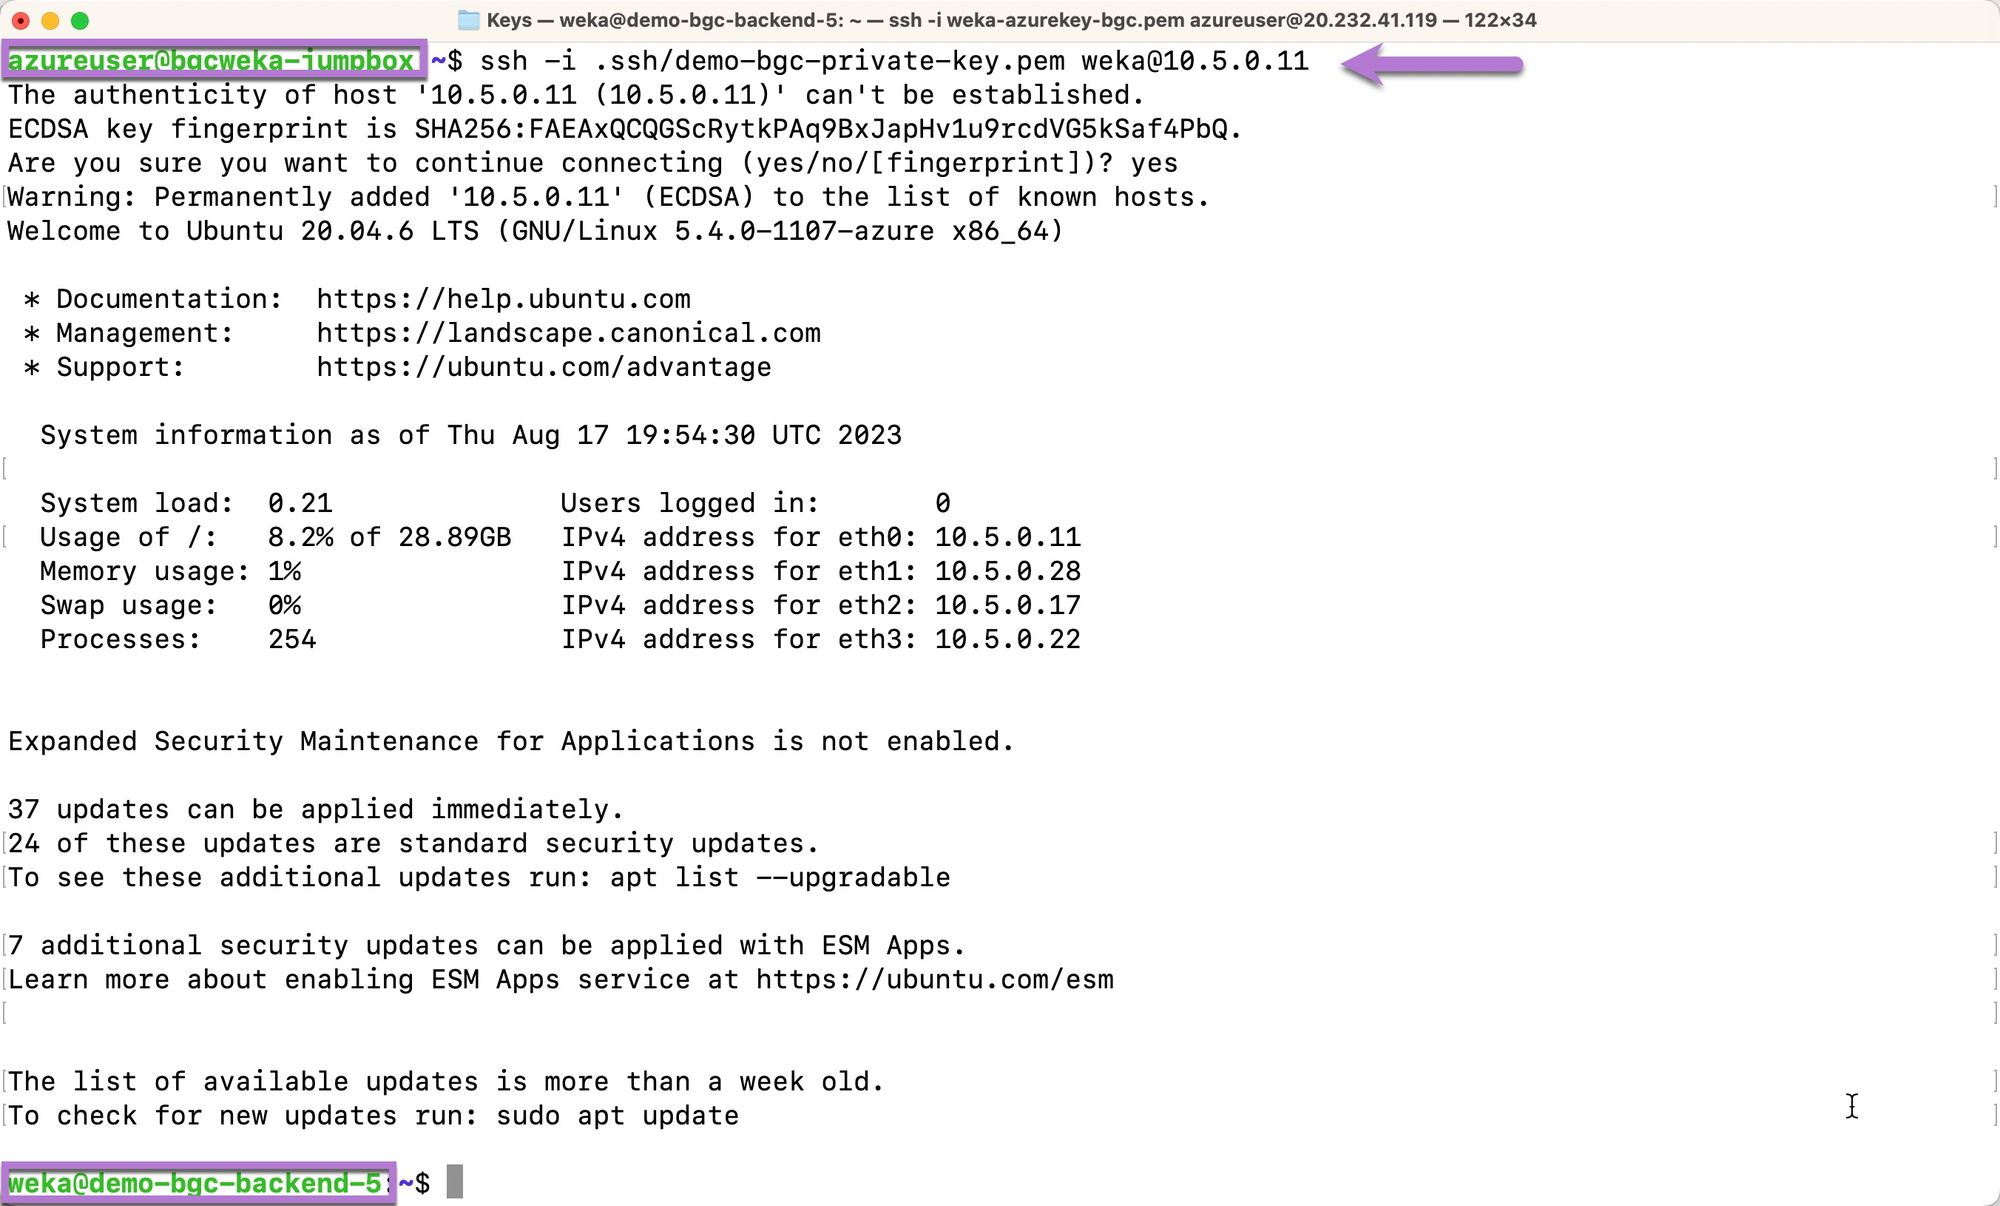 Keys — weka@demo-bgc-backend-5: ~ — ssh -i weka-azurekey-bgc.pem azureuser@20.232.41.119 — 122×34
azureuser@bgcweka-jumpbox ~$ ssh -i .ssh/demo-bgc-private-key.pem weka@10.5.0.11
The authenticity of host '10.5.0.11 (10.5.0.11)' can't be established.
ECDSA key fingerprint is SHA256:FAEAxQCQGScRytkPAq9BxJapHv1u9rcdVG5kSaf4PbQ.
Are you sure you want to continue connecting (yes/no/[fingerprint])? yes
Warning: Permanently added '10.5.0.11' (ECDSA) to the list of known hosts.
Welcome to Ubuntu 20.04.6 LTS (GNU/Linux 5.4.0-1107-azure x86_64)
* Documentation:  https://help.ubuntu.com
* Management:     https://landscape.canonical.com
* Support:        https://ubuntu.com/advantage
System information as of Thu Aug 17 19:54:30 UTC 2023
System load:  0.21              Users logged in:       0
Usage of /:   8.2% of 28.89GB   IPv4 address for eth0: 10.5.0.11
Memory usage: 1%                IPv4 address for eth1: 10.5.0.28
Swap usage:   0%                IPv4 address for eth2: 10.5.0.17
Processes:    254               IPv4 address for eth3: 10.5.0.22
Expanded Security Maintenance for Applications is not enabled.
37 updates can be applied immediately.
24 of these updates are standard security updates.
To see these additional updates run: apt list --upgradable
7 additional security updates can be applied with ESM Apps.
Learn more about enabling ESM Apps service at https://ubuntu.com/esm
The list of available updates is more than a week old.
To check for new updates run: sudo apt update
weka@demo-bgc-backend-5:~$